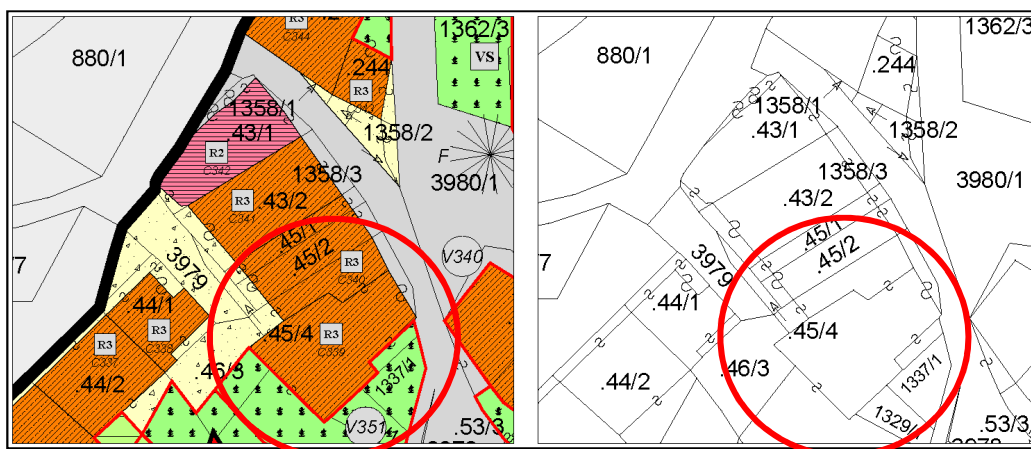 R3
C344
1362/3
880/1
VS
.244
R3
1358/1
.43/1
1358/2
R2
C342
F
1358/3
3980/1
R3
C341
.43/2
.45/1
.45/2
V340
3979
R3
C340
.44/1
R3
C338
.45/4
R3
C339
R3
C337
.44/2
.46/3
1337/1
V351
.53/3
1362/3
880/1
.244
1358/1
.43/1
1358/2
1358/3
3980/1
.43/2
.45/1
.45/2
3979
.44/1
.45/4
.46/3
.44/2
1337/1
.53/3